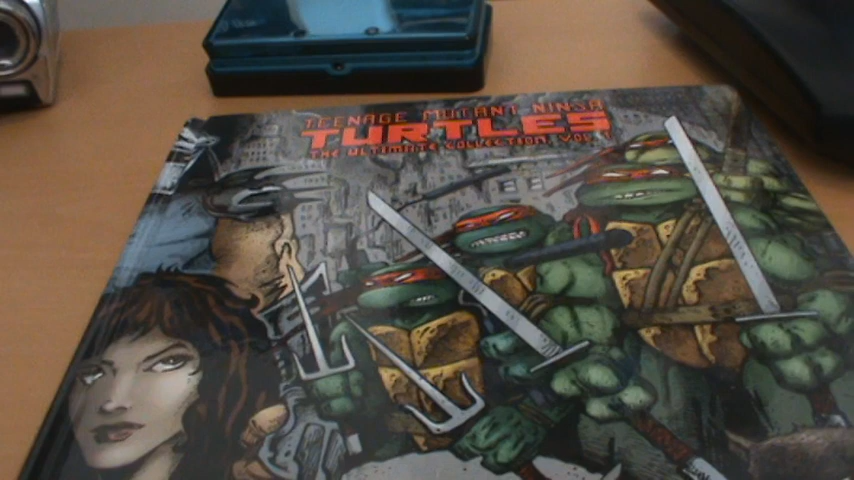 TEENAGE MUTANT NINJA
TURTLES
THE ULTIMATE COLLECTION VOL. 1